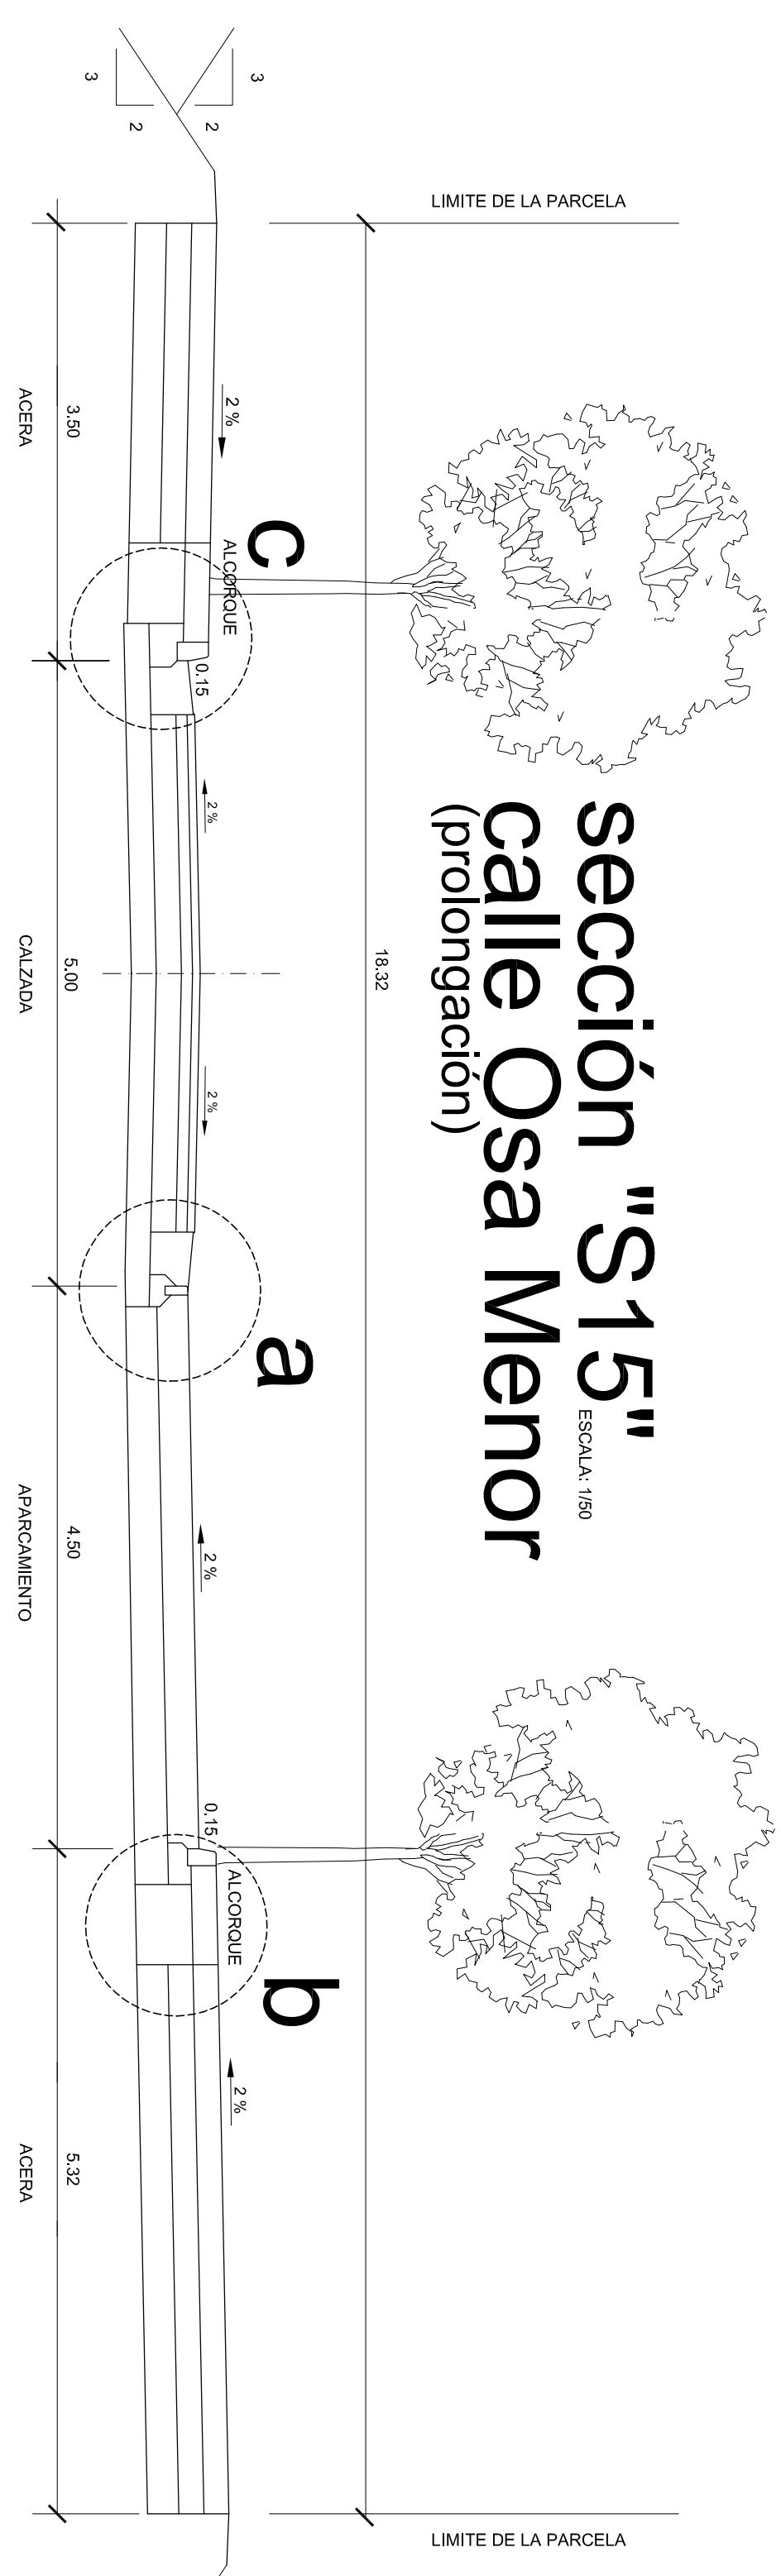 sección "S15"
ESCALA: 1/50
calle Osa Menor
(prolongación)
LIMITE DE LA PARCELA
LIMITE DE LA PARCELA
18.32
3
2
3
2
2 %
c
ALCORQUE
0.15
2 %
2 %
a
2 %
0.15
ALCORQUE
b
2 %
3.50
5.00
4.50
5.32
ACERA
CALZADA
APARCAMIENTO
ACERA